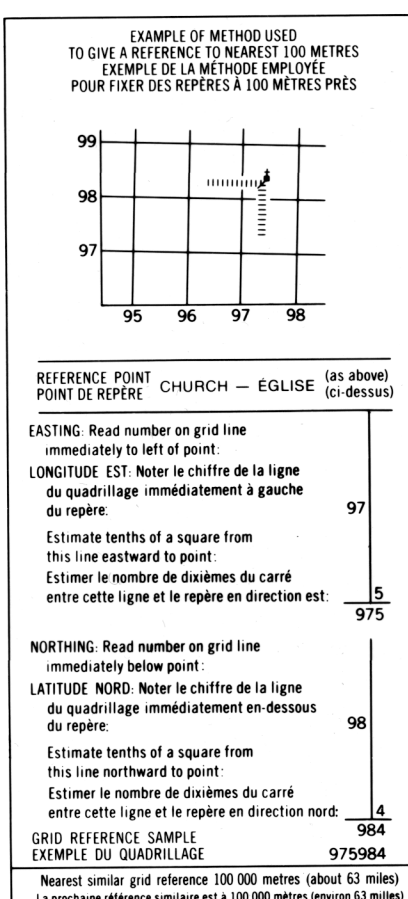 EXAMPLE OF METHOD USED
TO GIVE A REFERENCE TO NEAREST 100 METRES
EXEMPLE DE LA MÉTHODE EMPLOYÉE
POUR FIXER DES REPÈRES À 100 MÈTRES PRÈS
99
98
97
95 96 97 98
REFERENCE POINT
POINT DE REPÈRE
CHURCH — ÉGLISE
(as above)
(ci-dessus)
EASTING: Read number on grid line
immediately to left of point:
LONGITUDE EST: Noter le chiffre de la ligne
du quadrillage immédiatement à gauche
du repère: 97
Estimate tenths of a square from
this line eastward to point:
Estimer le nombre de dixièmes du carré
entre cette ligne et le repère en direction est: 5
975
NORTHING: Read number on grid line
immediately below point:
LATITUDE NORD: Noter le chiffre de la ligne
du quadrillage immédiatement en-dessous
du repère: 98
Estimate tenths of a square from
this line northward to point:
Estimer le nombre de dixièmes du carré
entre cette ligne et le repère en direction nord: 4
984
GRID REFERENCE SAMPLE
EXEMPLE DU QUADRILLAGE 975984
Nearest similar grid reference 100 000 metres (about 63 miles)
La prochaine référence similaire est à 100 000 mètres (environ 63 milles)